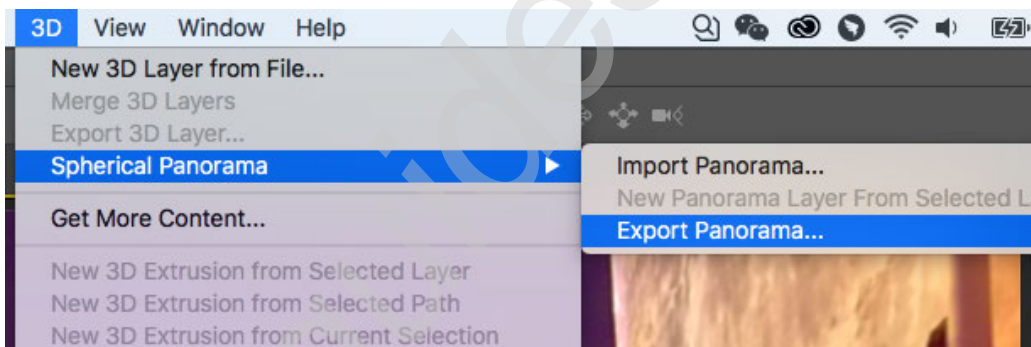 3D View Window Help
New 3D Layer from File...
Merge 3D Layers
Export 3D Layer...
Spherical Panorama
Import Panorama...
New Panorama Layer From Selected L
Export Panorama...
Get More Content...
New 3D Extrusion from Selected Layer
New 3D Extrusion from Selected Path
New 3D Extrusion from Current Selection